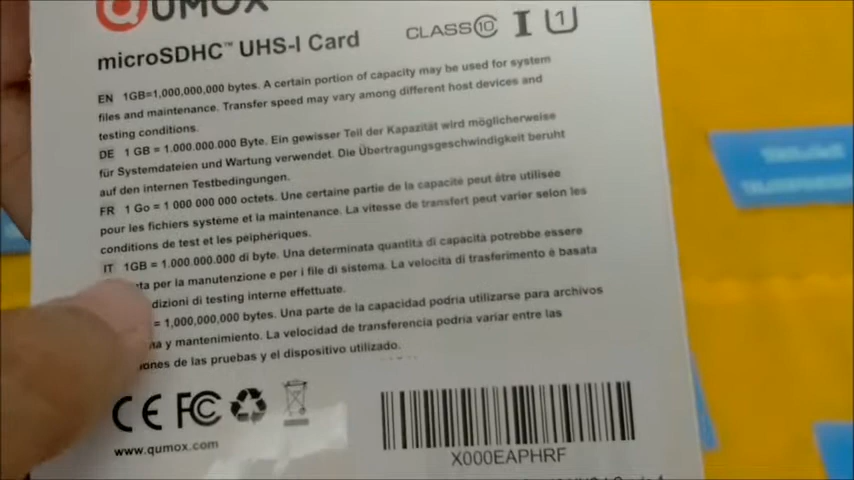 QUMOX
microSDHC™ UHS-I Card
CLASS 10 I U1
EN 1GB=1,000,000,000 bytes. A certain portion of capacity may be used for system
files and maintenance. Transfer speed may vary among different host devices and
testing conditions.
DE 1 GB = 1.000.000.000 Byte. Ein gewisser Teil der Kapazität wird möglicherweise
für Systemdateien und Wartung verwendet. Die Übertragungsgeschwindigkeit beruht
auf den internen Testbedingungen.
FR 1 Go = 1 000 000 000 octets. Une certaine partie de la capacité peut être utilisée
pour les fichiers système et la maintenance. La vitesse de transfert peut varier selon les
conditions de test et les peiphériques.
IT 1GB = 1.000.000.000 di byte. Una determinata quantità di capacità potrebbe essere
ta per la manutenzione e per i file di sistema. La velocità di trasferimento è basata
dizioni di testing interne effettuate.
= 1,000,000,000 bytes. Una parte de la capacidad podría utilizarse para archivos
na y mantenimiento. La velocidad de transferencia podría variar entre las
ones de las pruebas y el dispositivo utilizado.
CE FC
www.qumox.com
X000EAPHRF